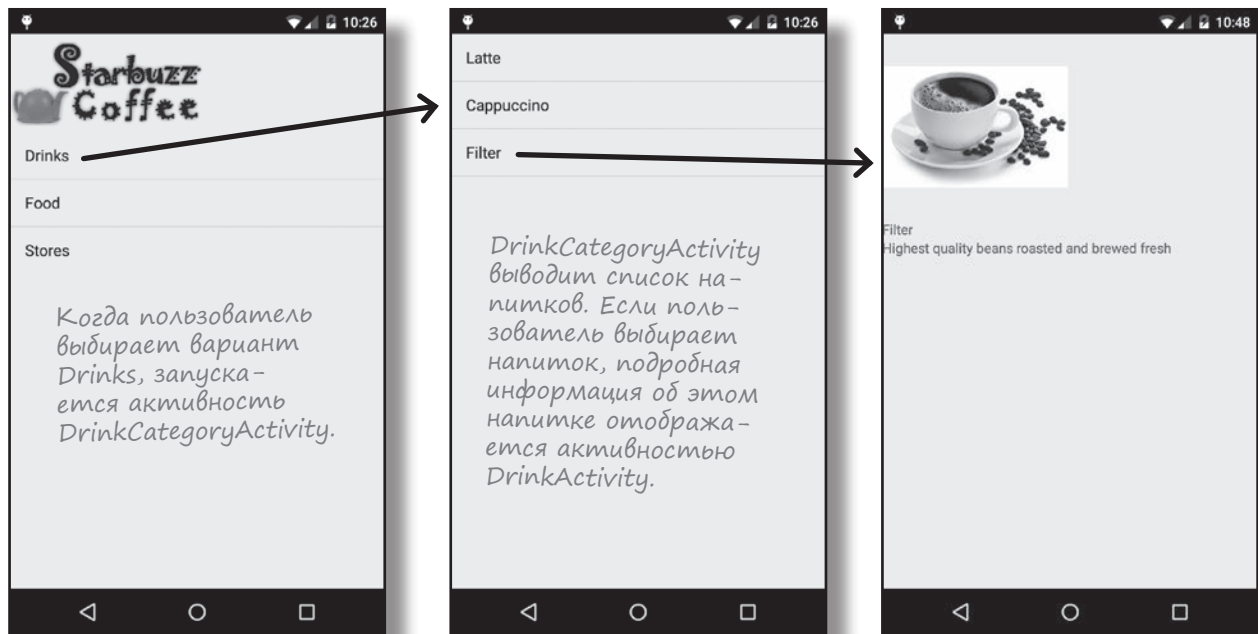 10:26
Starbuzz
Coffee
Drinks
Food
Stores
Когда пользователь
выбирает вариант
Drinks, запуска-
ется активность
DrinkCategoryActivity.
10:26
Latte
Cappuccino
Filter
DrinkCategoryActivity
выводит список на-
питков. Если поль-
зователь выбирает
напиток, подробная
информация об этом
напитке отобража-
ется активностью
DrinkActivity.
10:48
Filter
Highest quality beans roasted and brewed fresh